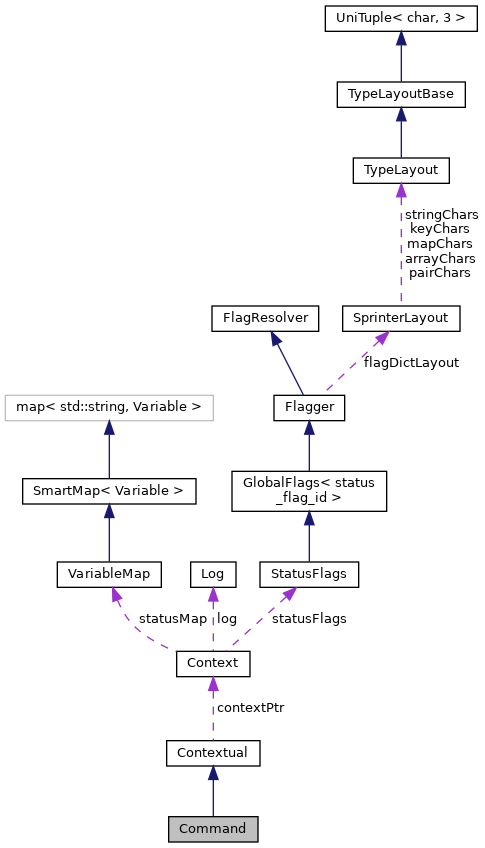 UniTuple< char, 3 >
TypeLayoutBase
TypeLayout
stringChars
keyChars
mapChars
arrayChars
pairChars
FlagResolver
SprinterLayout
flagDictLayout
map< std::string, Variable >
Flagger
SmartMap< Variable >
GlobalFlags< status
_flag_id >
VariableMap
Log
StatusFlags
statusMap
log
statusFlags
Context
contextPtr
Contextual
Command